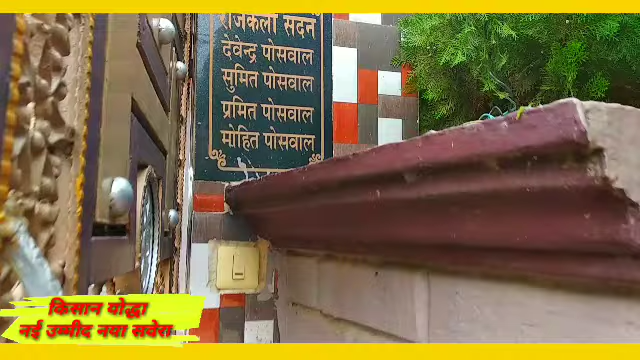 राजकला सदन
देवेन्द्र पोसवाल
सुमित पोसवाल
प्रमित पोसवाल
मोहित पोसवाल
किसान योद्धा
नई उम्मीद नया सवेरा